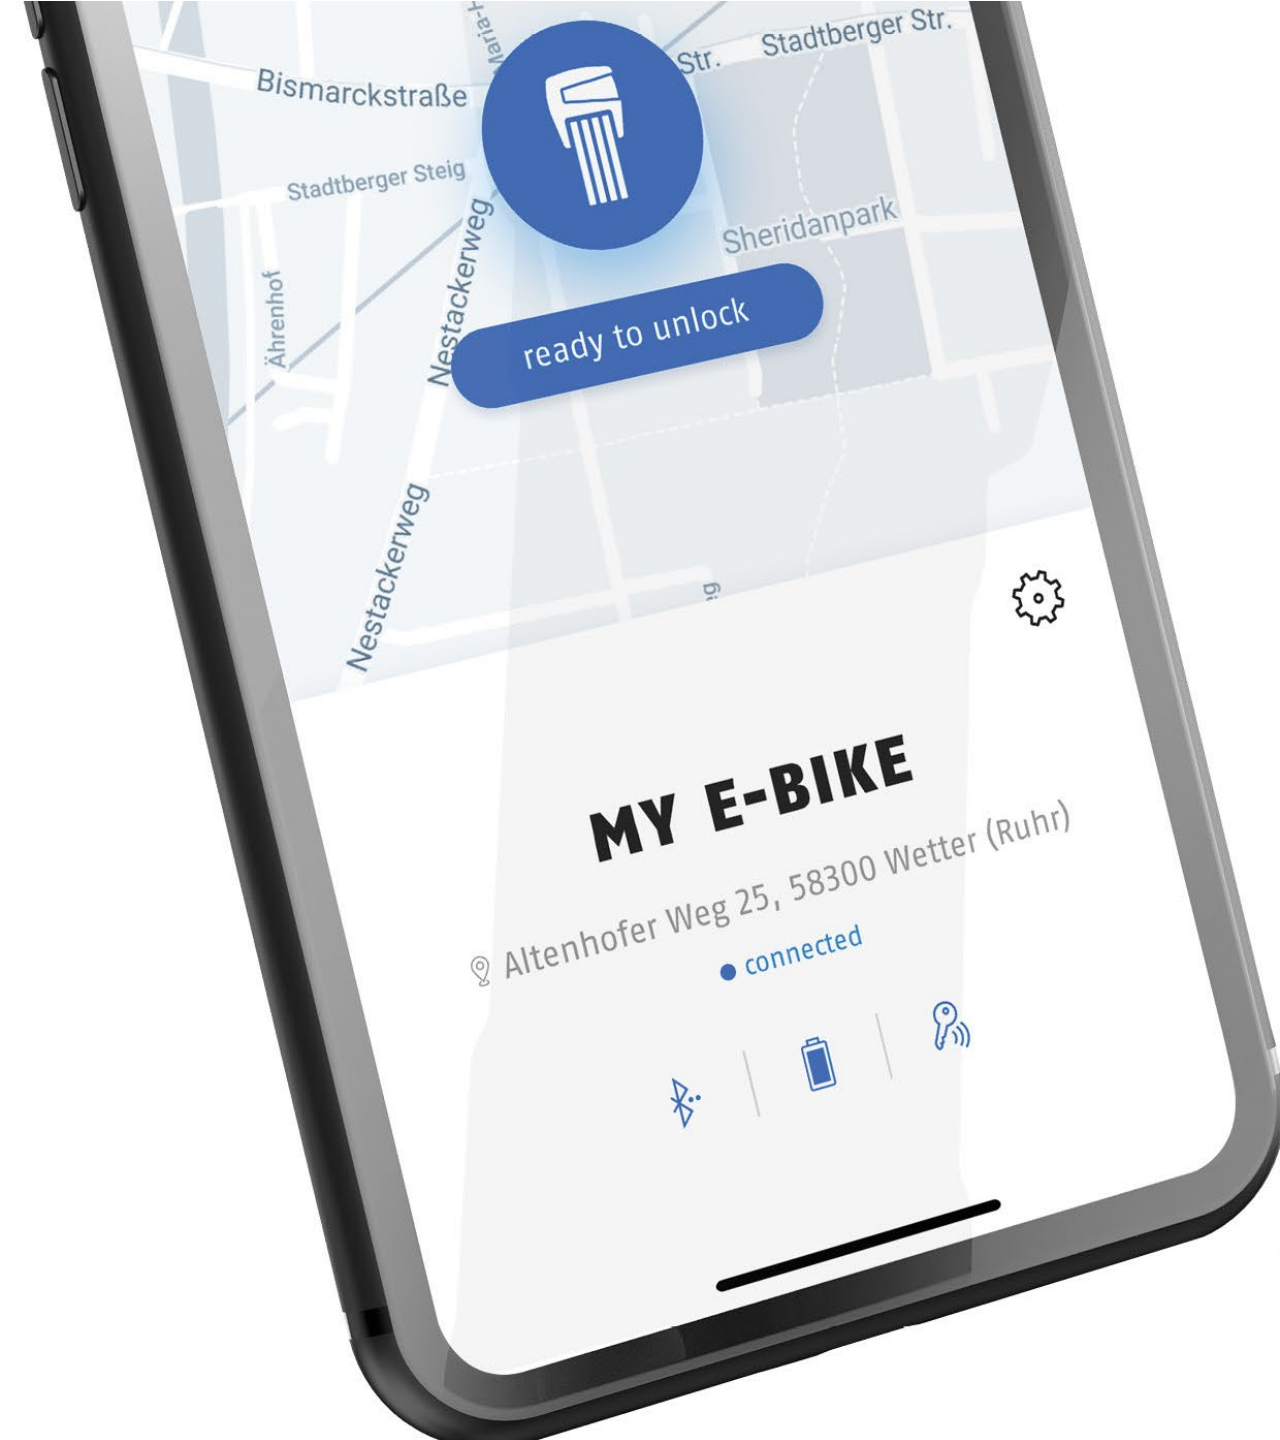 Maria-
Bismarckstraße
Str.
Stadtberger Str.
Stadtberger Steig
Nestackerweg
Sheridanpark
Ährenhof
ready to unlock
Nestackerweg
MY E-BIKE
Altenhofer Weg 25, 58300 Wetter (Ruhr)
connected